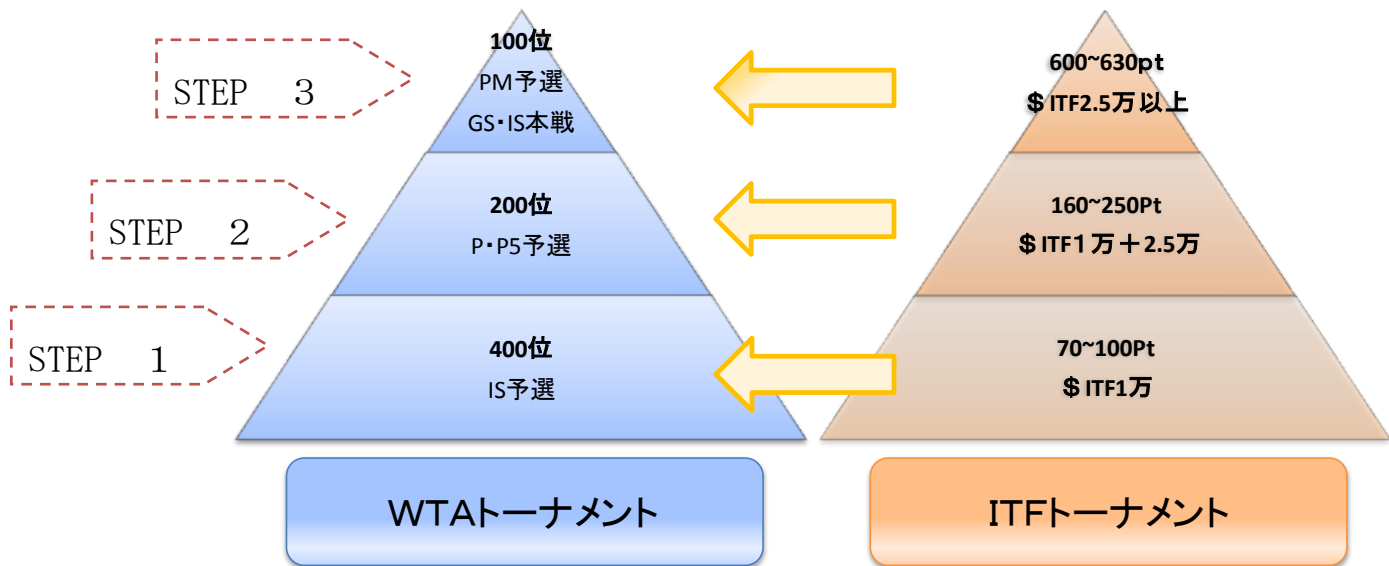 STEP 3
100位
PM予選
GS・IS本戦
600~630pt
＄ITF2.5万以上
STEP 2
200位
P・P5予選
160~250Pt
＄ITF１万＋2.5万
STEP 1
400位
IS予選
70~100Pt
＄ITF1万
WTAトーナメント
ITFトーナメント